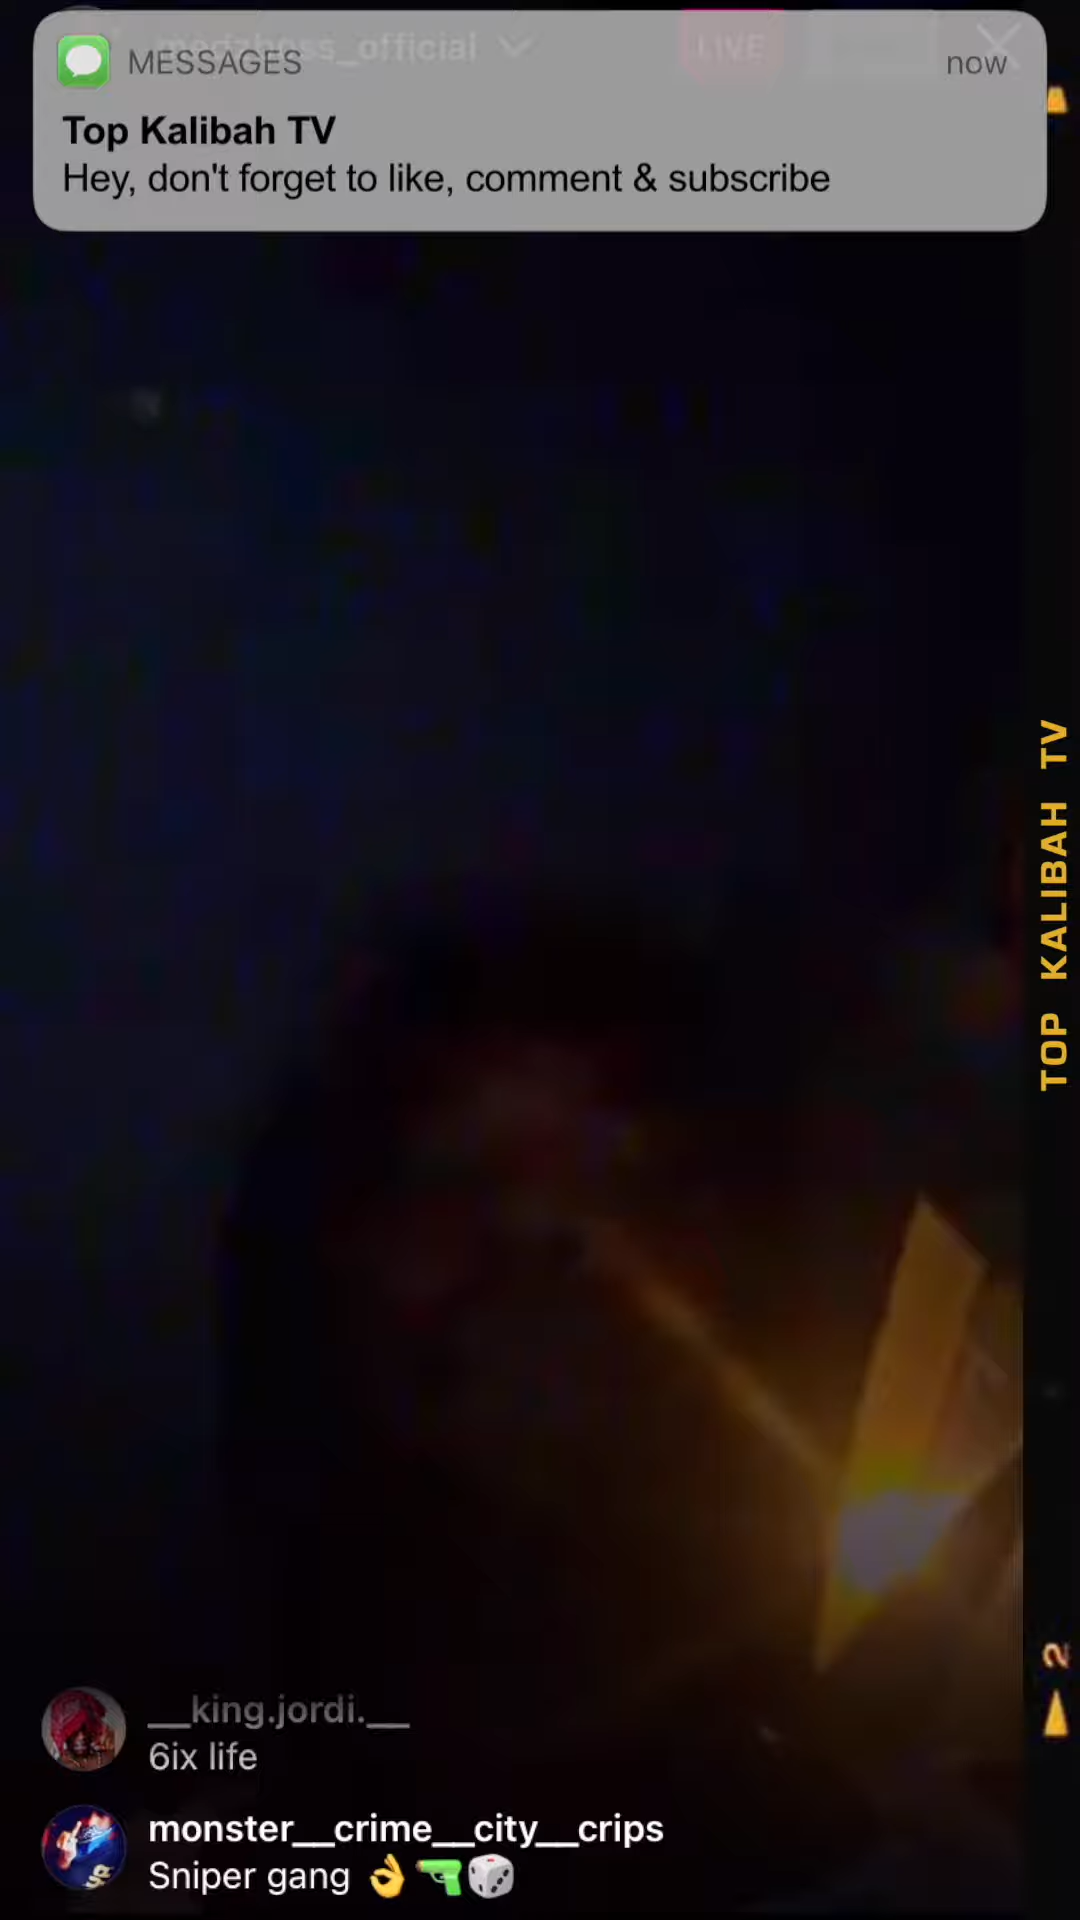 MESSAGES
now
Top Kalibah TV
Hey, don't forget to like, comment & subscribe
LIVE
TOP KALIBAH TV
2
__king.jordi.__
6ix life
monster__crime__city__crips
Sniper gang 👌🔫🎲